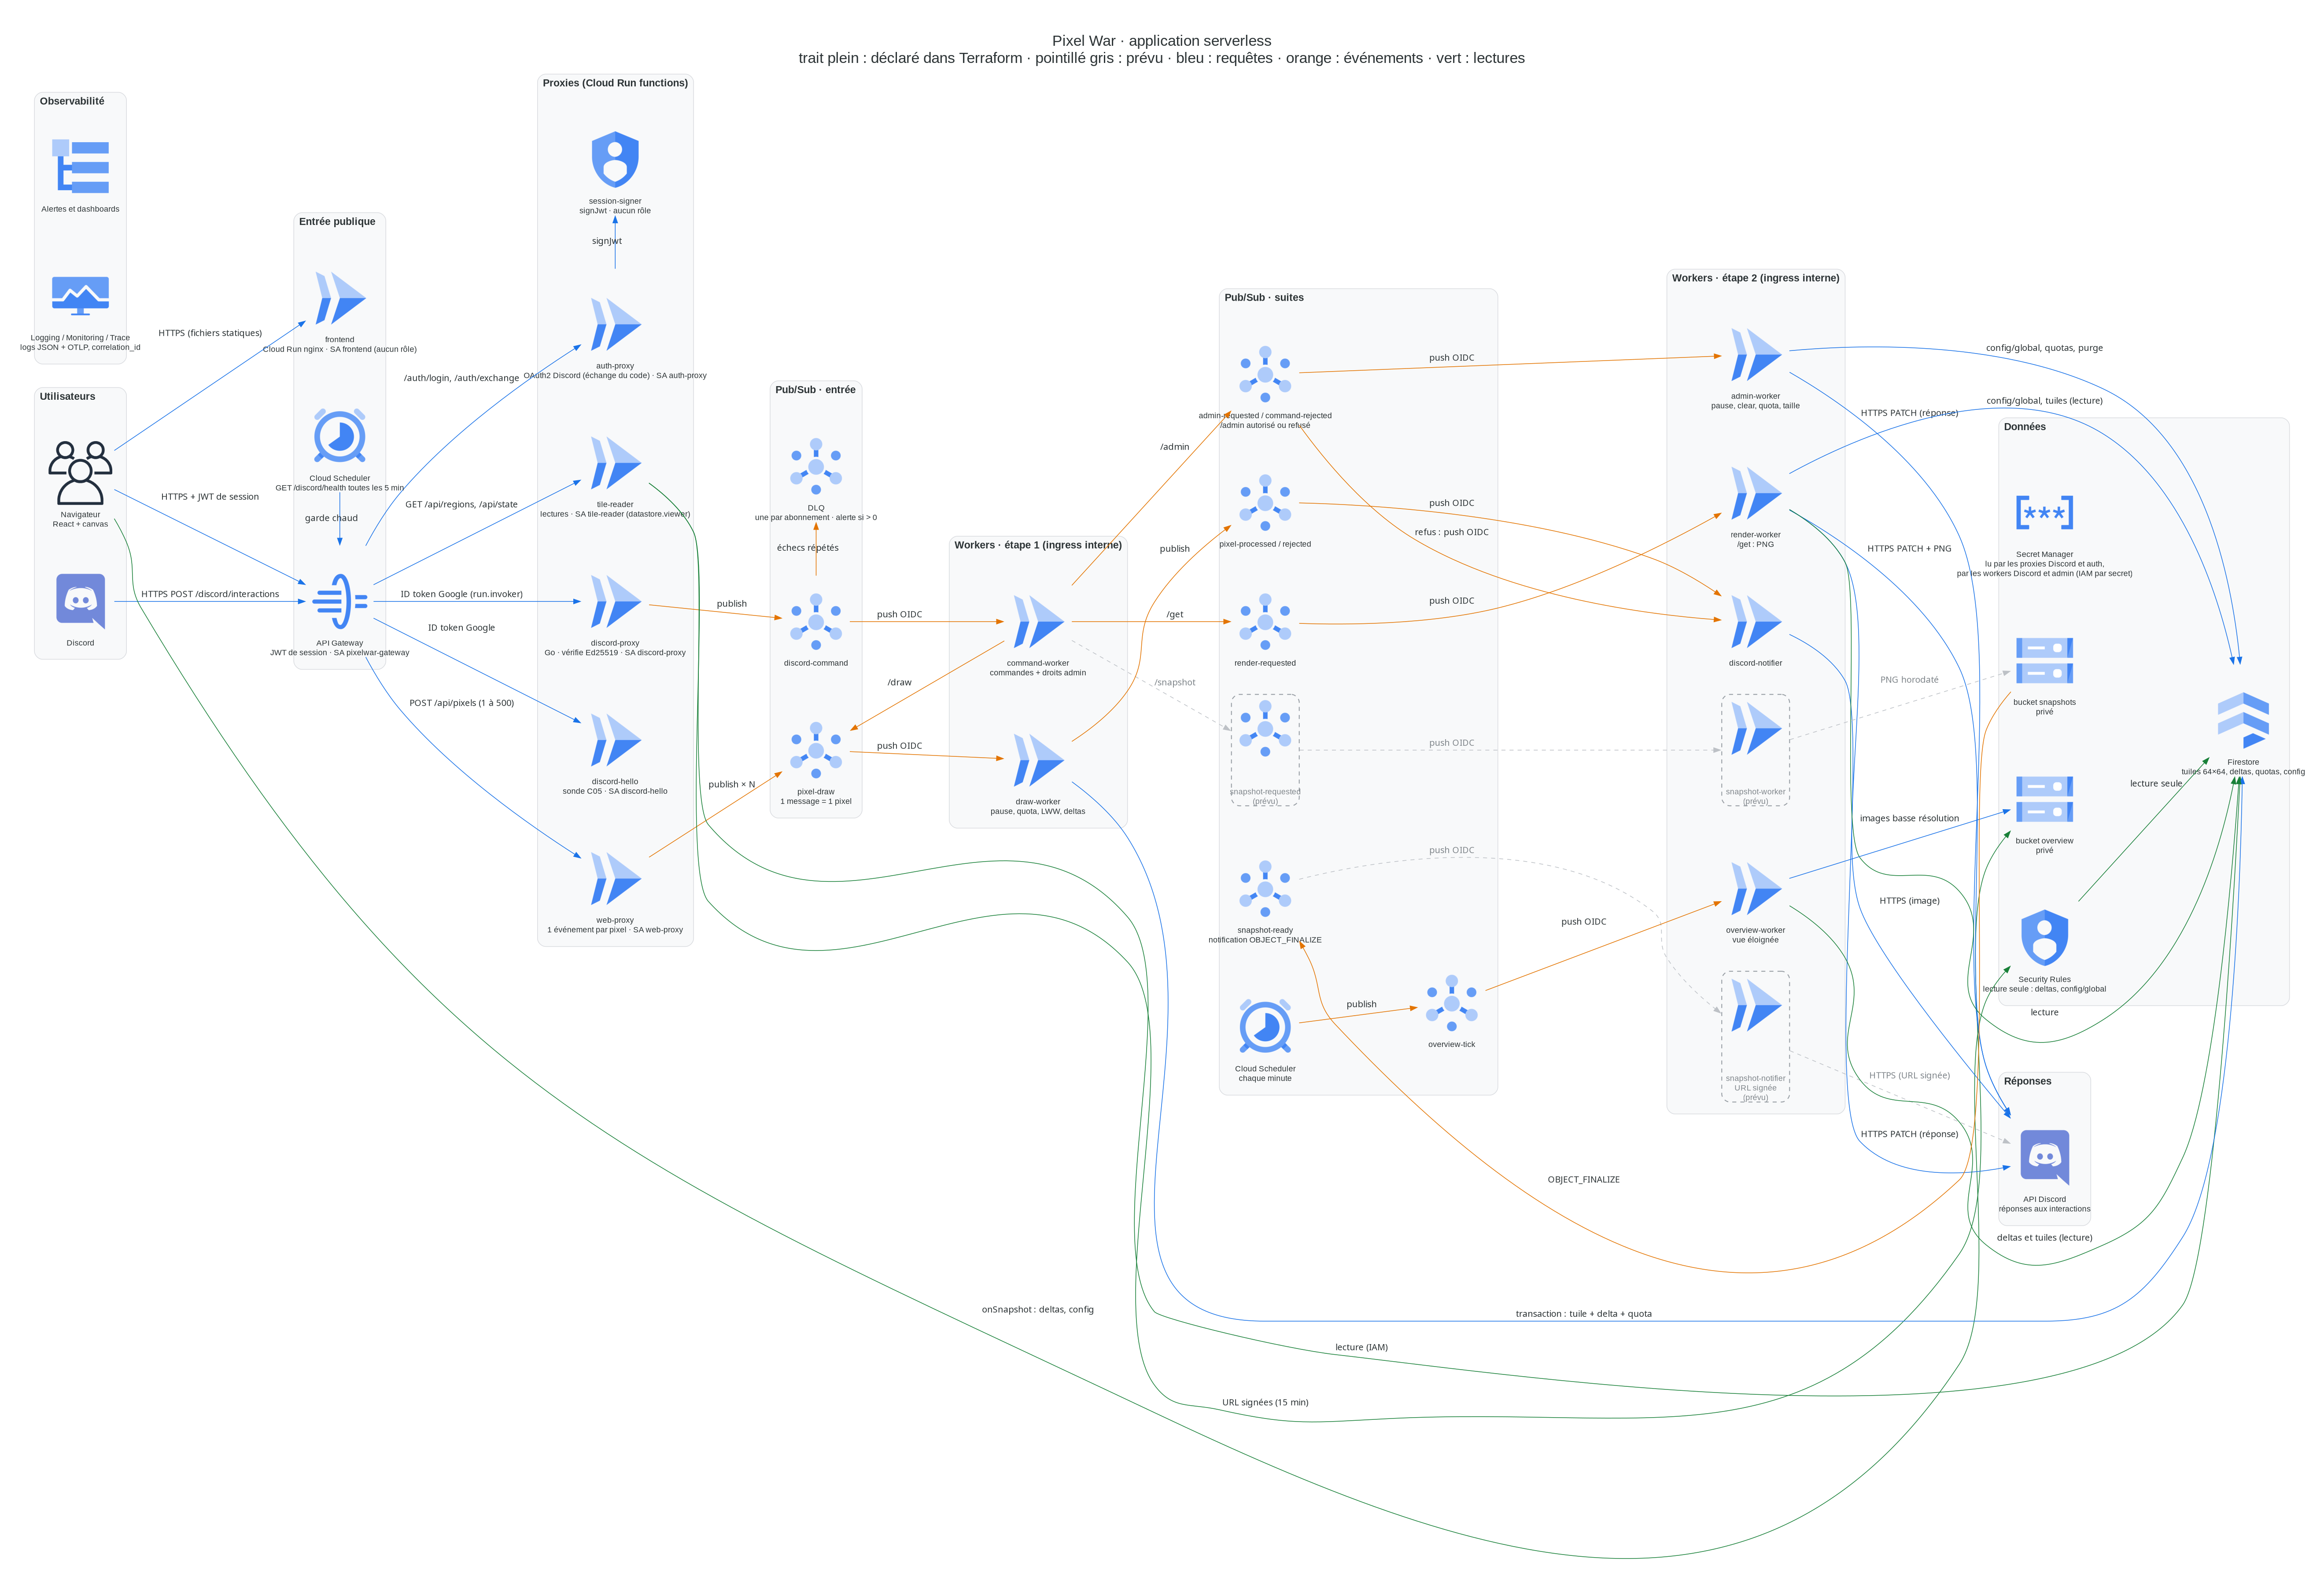 Pixel War · application serverless
trait plein : déclaré dans Terraform · pointillé gris : prévu · bleu : requêtes · orange : événements · vert : lectures
Observabilité
Alertes et dashboards
Logging / Monitoring / Trace
logs JSON + OTLP, correlation_id
Utilisateurs
Navigateur
React + canvas
Discord
HTTPS (fichiers statiques)
HTTPS + JWT de session
HTTPS POST /discord/interactions
Entrée publique
frontend
Cloud Run nginx · SA frontend (aucun rôle)
Cloud Scheduler
GET /discord/health toutes les 5 min
garde chaud
API Gateway
JWT de session · SA pixelwar-gateway
/auth/login, /auth/exchange
GET /api/regions, /api/state
ID token Google (run.invoker)
ID token Google
POST /api/pixels (1 à 500)
Proxies (Cloud Run functions)
session-signer
signJwt · aucun rôle
signJwt
auth-proxy
OAuth2 Discord (échange du code) · SA auth-proxy
tile-reader
lectures · SA tile-reader (datastore.viewer)
discord-proxy
Go · vérifie Ed25519 · SA discord-proxy
discord-hello
sonde C05 · SA discord-hello
web-proxy
1 événement par pixel · SA web-proxy
publish
publish × N
Pub/Sub · entrée
DLQ
une par abonnement · alerte si > 0
échecs répétés
discord-command
pixel-draw
1 message = 1 pixel
push OIDC
/draw
push OIDC
Workers · étape 1 (ingress interne)
command-worker
commandes + droits admin
draw-worker
pause, quota, LWW, deltas
/admin
publish
/get
/snapshot
Pub/Sub · suites
admin-requested / command-rejected
/admin autorisé ou refusé
pixel-processed / rejected
render-requested
snapshot-requested
(prévu)
snapshot-ready
notification OBJECT_FINALIZE
Cloud Scheduler
chaque minute
publish
overview-tick
push OIDC
push OIDC
refus : push OIDC
push OIDC
push OIDC
push OIDC
push OIDC
OBJECT_FINALIZE
Workers · étape 2 (ingress interne)
admin-worker
pause, clear, quota, taille
render-worker
/get : PNG
discord-notifier
snapshot-worker
(prévu)
overview-worker
vue éloignée
snapshot-notifier
URL signée
(prévu)
config/global, quotas, purge
config/global, tuiles (lecture)
HTTPS PATCH (réponse)
HTTPS PATCH + PNG
PNG horodaté
images basse résolution
HTTPS (image)
HTTPS (URL signée)
HTTPS PATCH (réponse)
Données
Secret Manager
lu par les proxies Discord et auth,
par les workers Discord et admin (IAM par secret)
bucket snapshots
privé
bucket overview
privé
Security Rules
lecture seule : deltas, config/global
lecture
lecture seule
Firestore
tuiles 64×64, deltas, quotas, config
Réponses
API Discord
réponses aux interactions
deltas et tuiles (lecture)
onSnapshot : deltas, config
transaction : tuile + delta + quota
lecture (IAM)
URL signées (15 min)